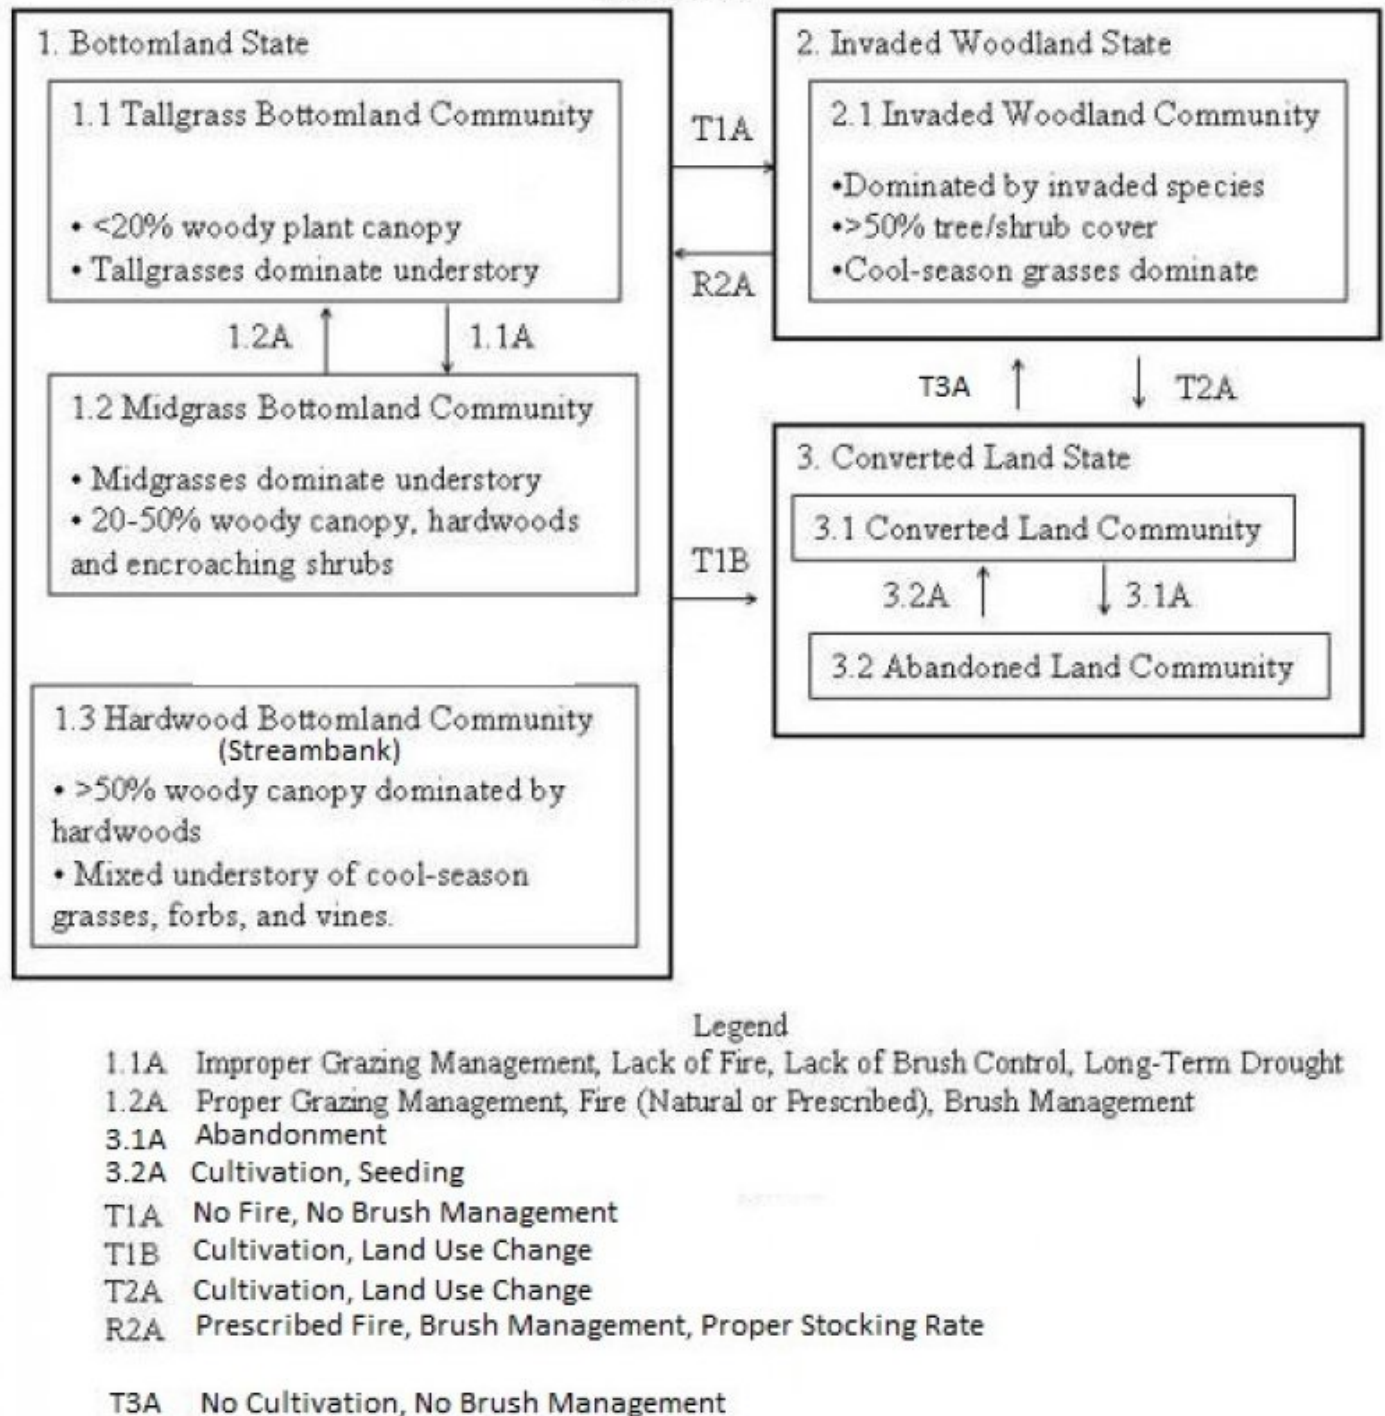 1. Bottomland State
1.1 Tallgrass Bottomland Community
• <20% woody plant canopy
• Tallgrasses dominate understory
1.2A
1.1A
1.2 Midgrass Bottomland Community
• Midgrasses dominate understory
• 20-50% woody canopy, hardwoods
and encroaching shrubs
1.3 Hardwood Bottomland Community
(Streambank)
• >50% woody canopy dominated by
hardwoods
• Mixed understory of cool-season
grasses, forbs, and vines.
T1A
R2A
T1B
2. Invaded Woodland State
2.1 Invaded Woodland Community
•Dominated by invaded species
•>50% tree/shrub cover
•Cool-season grasses dominate
T3A
T2A
3. Converted Land State
3.1 Converted Land Community
3.2A
3.1A
3.2 Abandoned Land Community
Legend
1.1A Improper Grazing Management, Lack of Fire, Lack of Brush Control, Long-Term Drought
1.2A Proper Grazing Management, Fire (Natural or Prescribed), Brush Management
3.1A Abandonment
3.2A Cultivation, Seeding
T1A No Fire, No Brush Management
T1B Cultivation, Land Use Change
T2A Cultivation, Land Use Change
R2A Prescribed Fire, Brush Management, Proper Stocking Rate
T3A No Cultivation, No Brush Management